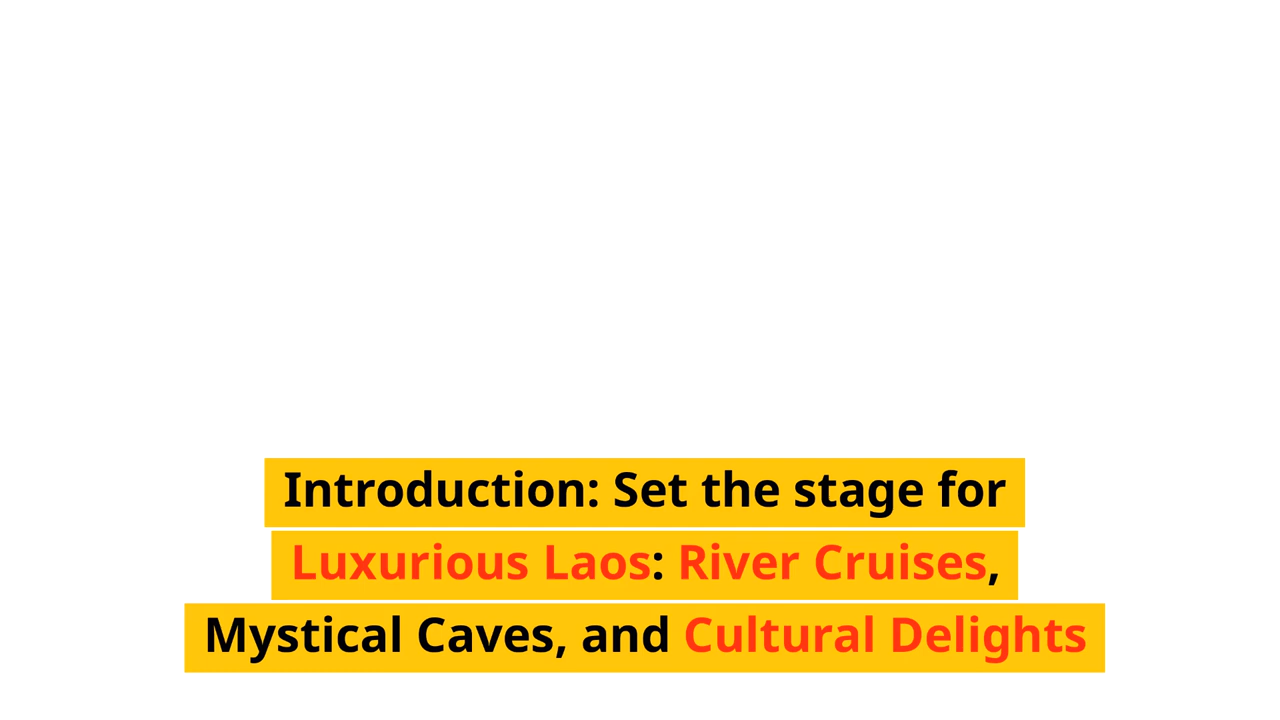 Introduction: Set the stage for
Luxurious Laos: River Cruises,
Mystical Caves, and Cultural Delights